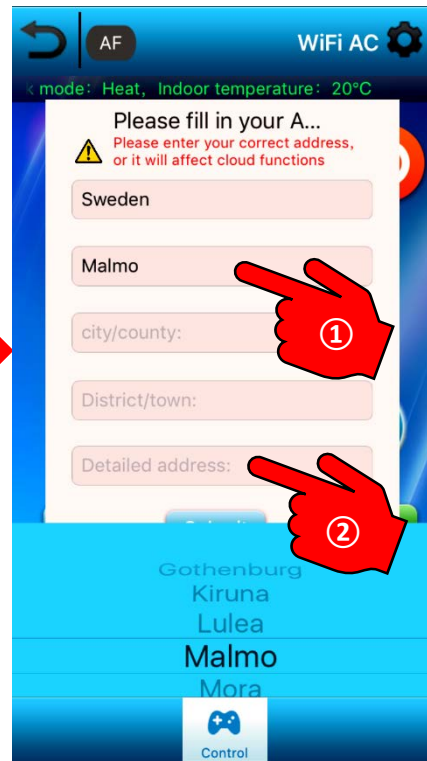 AF
WiFi AC
k mode: Heat, Indoor temperature: 20°C
Please fill in your A...
Please enter your correct address,
or it will affect cloud functions
Sweden
Malmo
①
city/county:
District/town:
Detailed address:
②
Gothenburg
Kiruna
Lulea
Malmo
Mora
Control